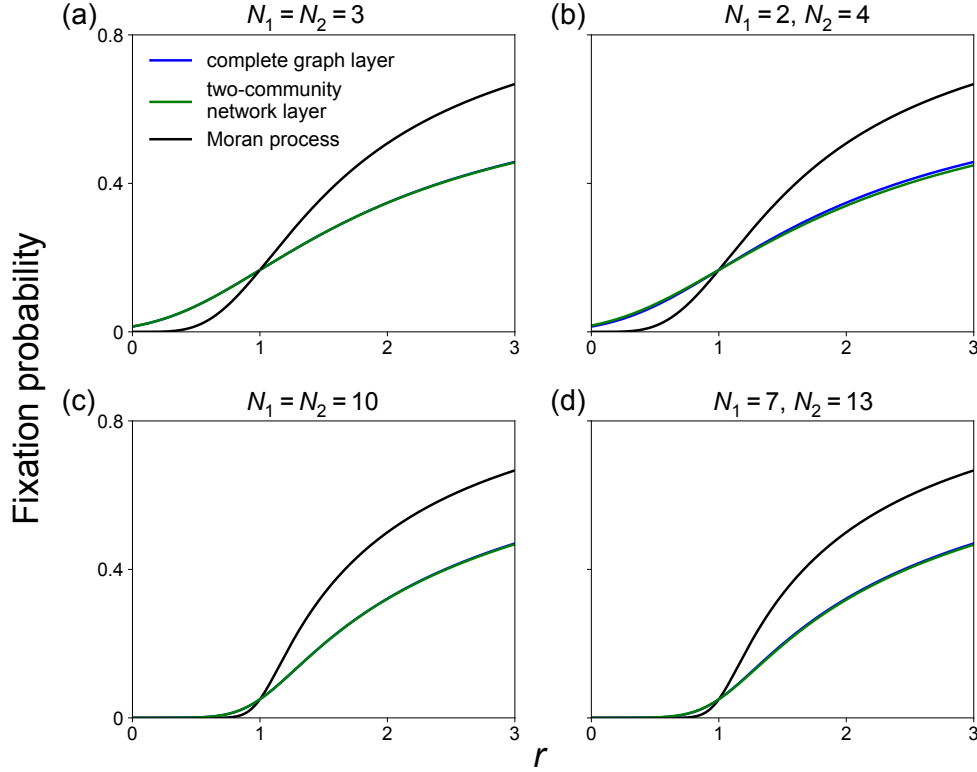 (a) N1 = N2 = 3
(b) N1 = 2, N2 = 4
0.8
complete graph layer
two-community
network layer
Moran process
0.4
0
0 1 2 3
0 1 2 3
(c) N1 = N2 = 10
(d) N1 = 7, N2 = 13
0.8
0.4
0
0 1 2 3
0 1 2 3
Fixation probability
r